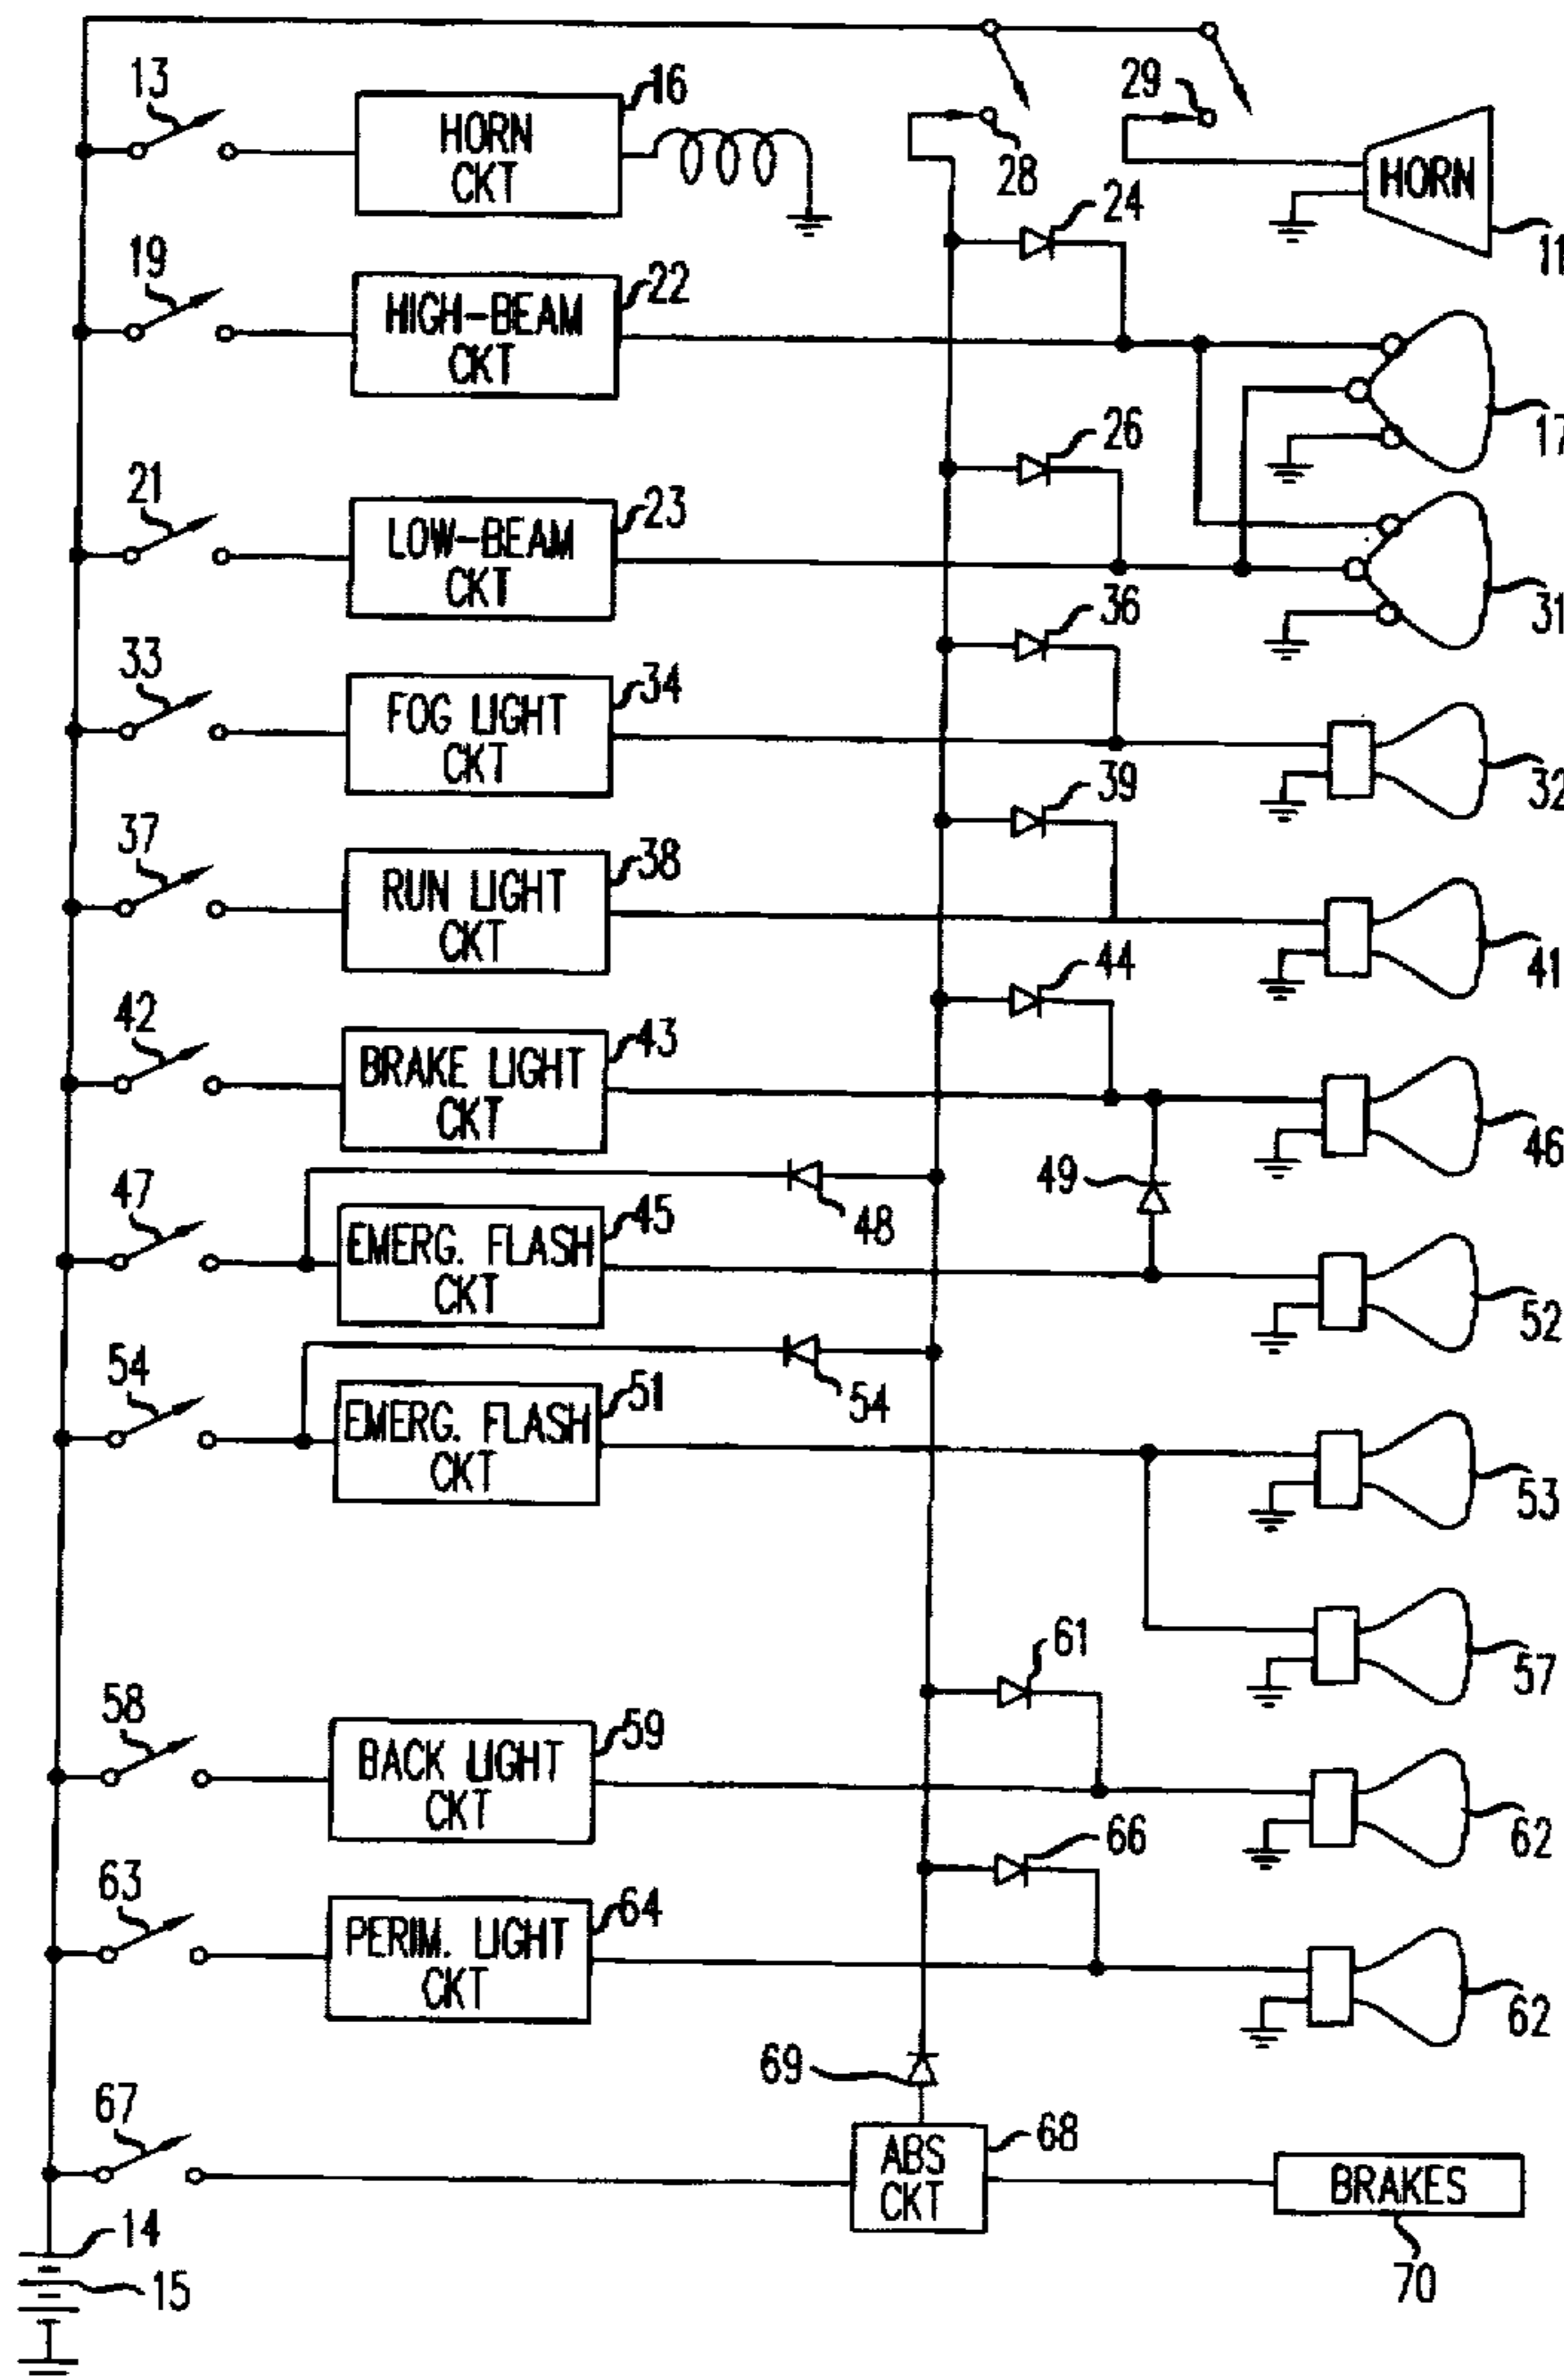 13
HORN
CKT
16
28
29
HORN
11
24
19
HIGH-BEAM
CKT
22
17
26
21
LOW-BEAM
CKT
23
31
36
33
FOG LIGHT
CKT
34
32
39
37
RUN LIGHT
CKT
38
41
44
42
BRAKE LIGHT
CKT
43
46
47
48
49
EMERG. FLASH
CKT
45
52
54
54
EMERG. FLASH
CKT
51
53
57
61
58
BACK LIGHT
CKT
59
62
66
63
PERIM. LIGHT
CKT
64
62
69
67
ABS
CKT
68
BRAKES
70
14
15